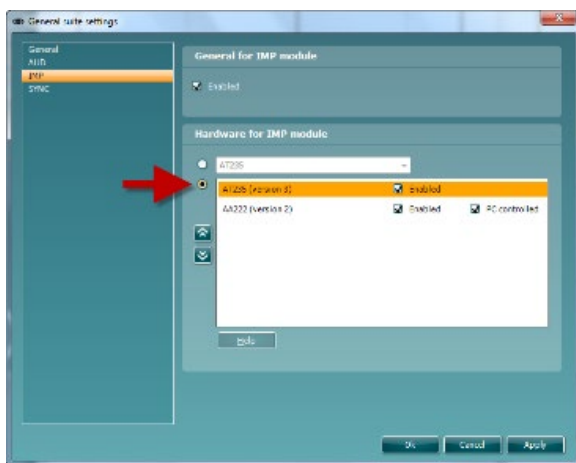 General suite settings
General
AUD
IMP
SYNC
General for IMP module
Enabled
Hardware for IMP module
AT235
AT235 (version 3) Enabled
AA222 (version 2) Enabled PC controlled
Help
Ok Cancel Apply